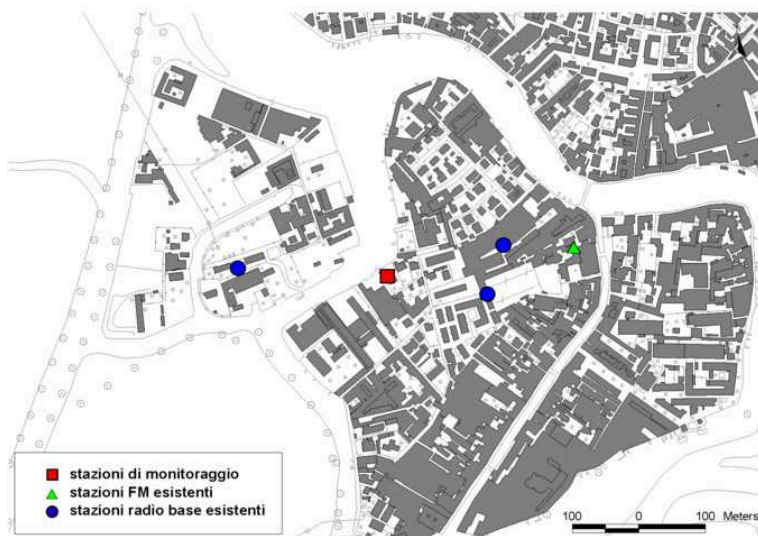 stazioni di monitoraggio
stazioni FM esistenti
stazioni radio base esistenti
100 0 100 Meters